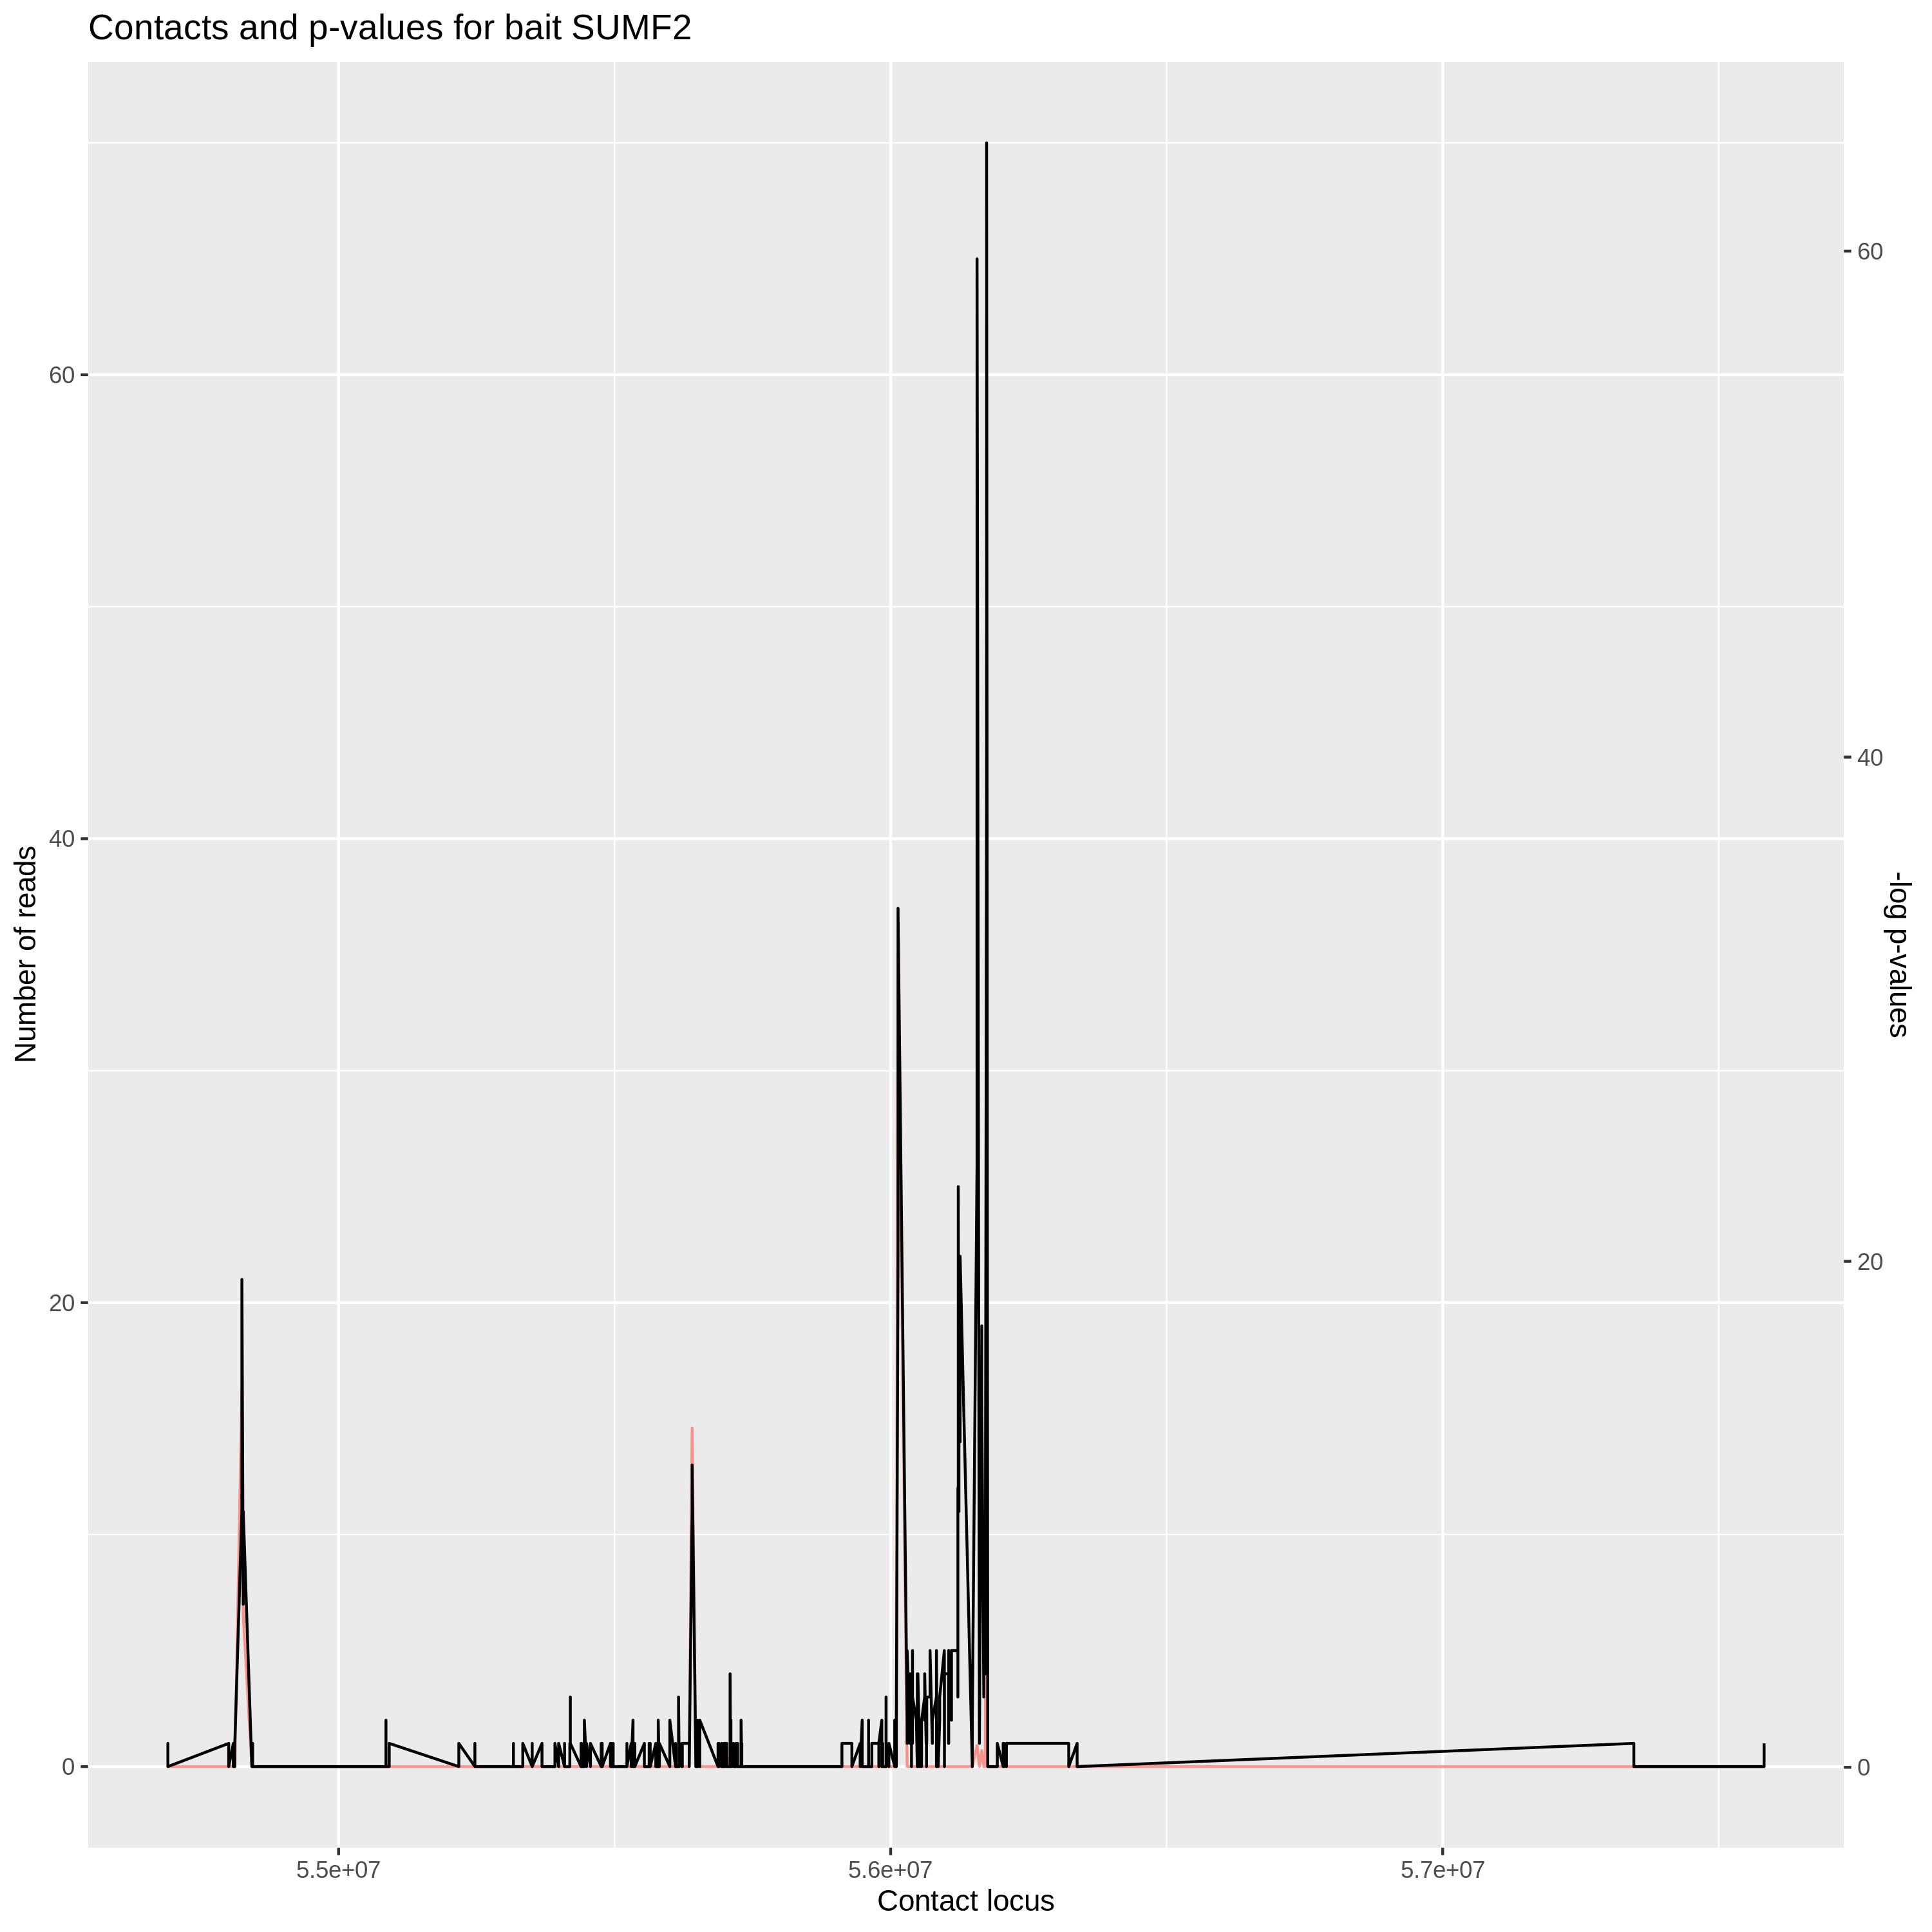 Contacts and p-values for bait SUMF2
60
40
20
0
Number of reads
60
40
20
0
-log p-values
5.5e+07 5.6e+07 5.7e+07
Contact locus